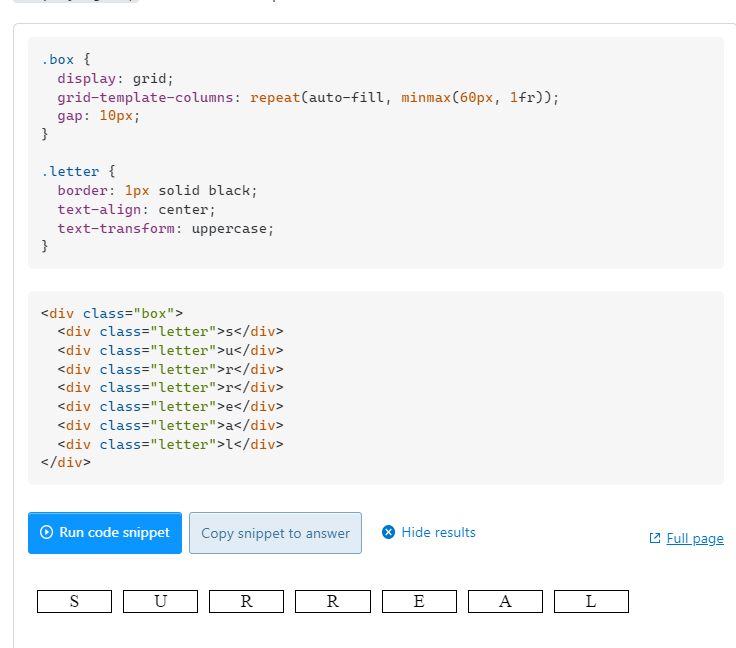 .box {
  display: grid;
  grid-template-columns: repeat(auto-fill, minmax(60px, 1fr));
  gap: 10px;
}

.letter {
  border: 1px solid black;
  text-align: center;
  text-transform: uppercase;
}

<div class="box">
  <div class="letter">s</div>
  <div class="letter">u</div>
  <div class="letter">r</div>
  <div class="letter">r</div>
  <div class="letter">e</div>
  <div class="letter">a</div>
  <div class="letter">l</div>
</div>

Run code snippet Copy snippet to answer Hide results Full page
S U R R E A L